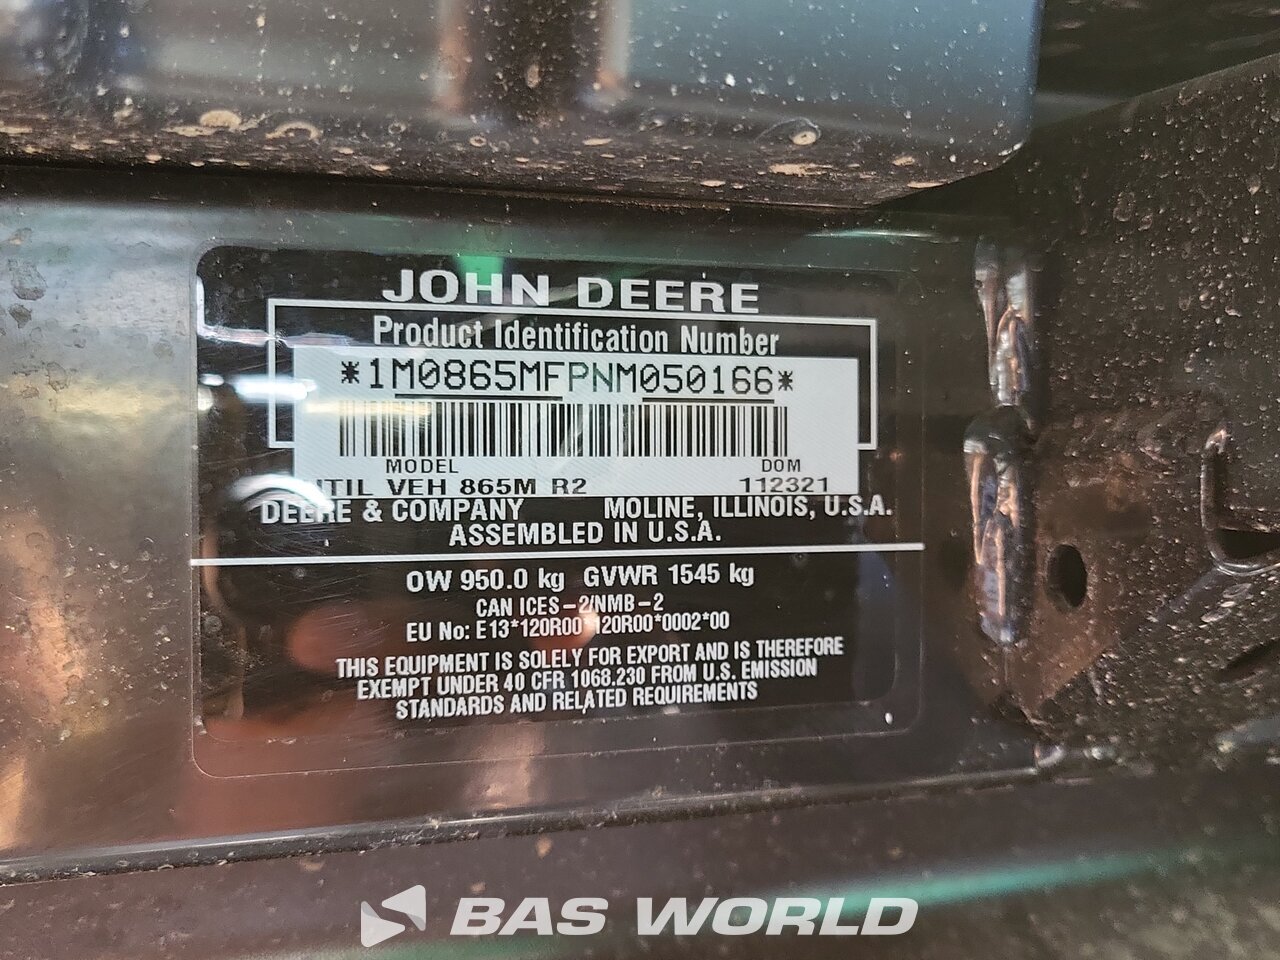 JOHN DEERE
Product Identification Number
*1M0865MFPNM050166*
MODEL DOM
UTIL VEH 865M R2 112321
DEERE & COMPANY MOLINE, ILLINOIS, U.S.A.
ASSEMBLED IN U.S.A.
OW 950.0 kg GVWR 1545 kg
CAN ICES-2/NMB-2
EU No: E13*120R00*120R00*0002*00
THIS EQUIPMENT IS SOLELY FOR EXPORT AND IS THEREFORE
EXEMPT UNDER 40 CFR 1068.230 FROM U.S. EMISSION
STANDARDS AND RELATED REQUIREMENTS
BAS WORLD